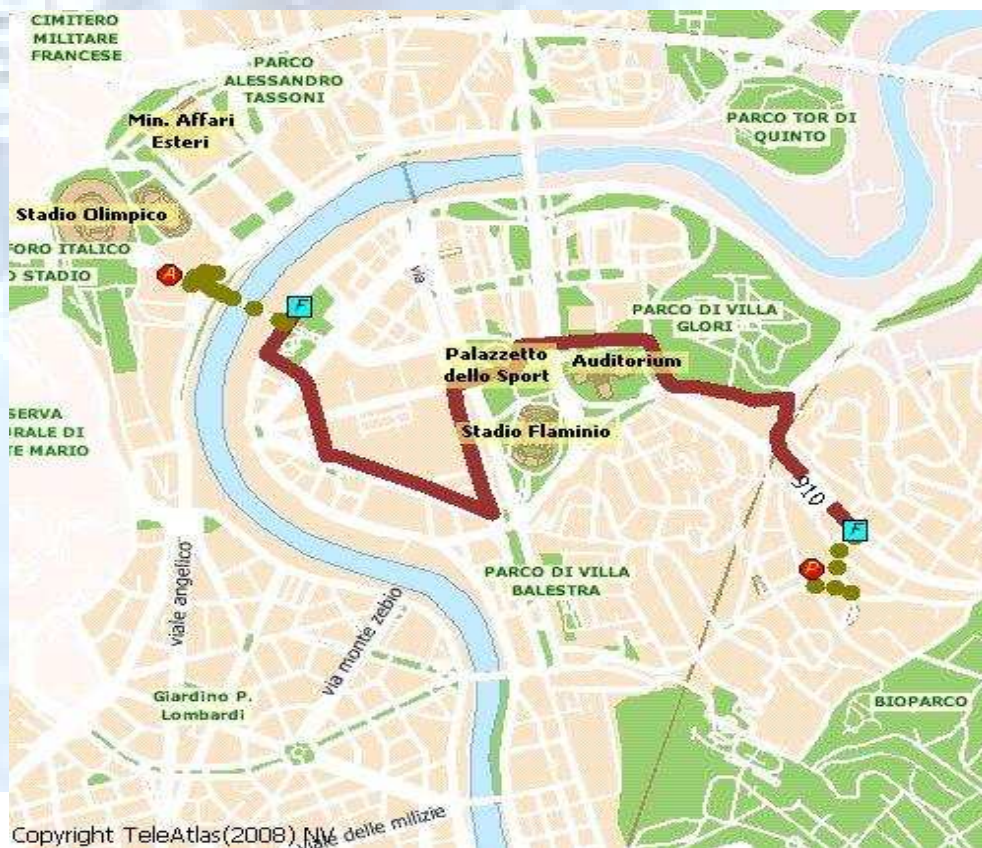 CIMITERO
MILITARE
FRANCESE
PARCO
ALESSANDRO
TASSONI
Min. Affari
Esteri
PARCO TOR DI
QUINTO
Stadio Olimpico
FORO ITALICO
O STADIO
A
F
via
PARCO DI VILLA
GLORI
Palazzetto
dello Sport
Auditorium
SERVA
RALE DI
TE MARIO
Stadio Flaminio
910
F
P
PARCO DI VILLA
BALESTRA
viale angelico
via monte zebio
Giardino P.
Lombardi
BIOPARCO
Copyright TeleAtlas(2008) NV
viale delle milizie